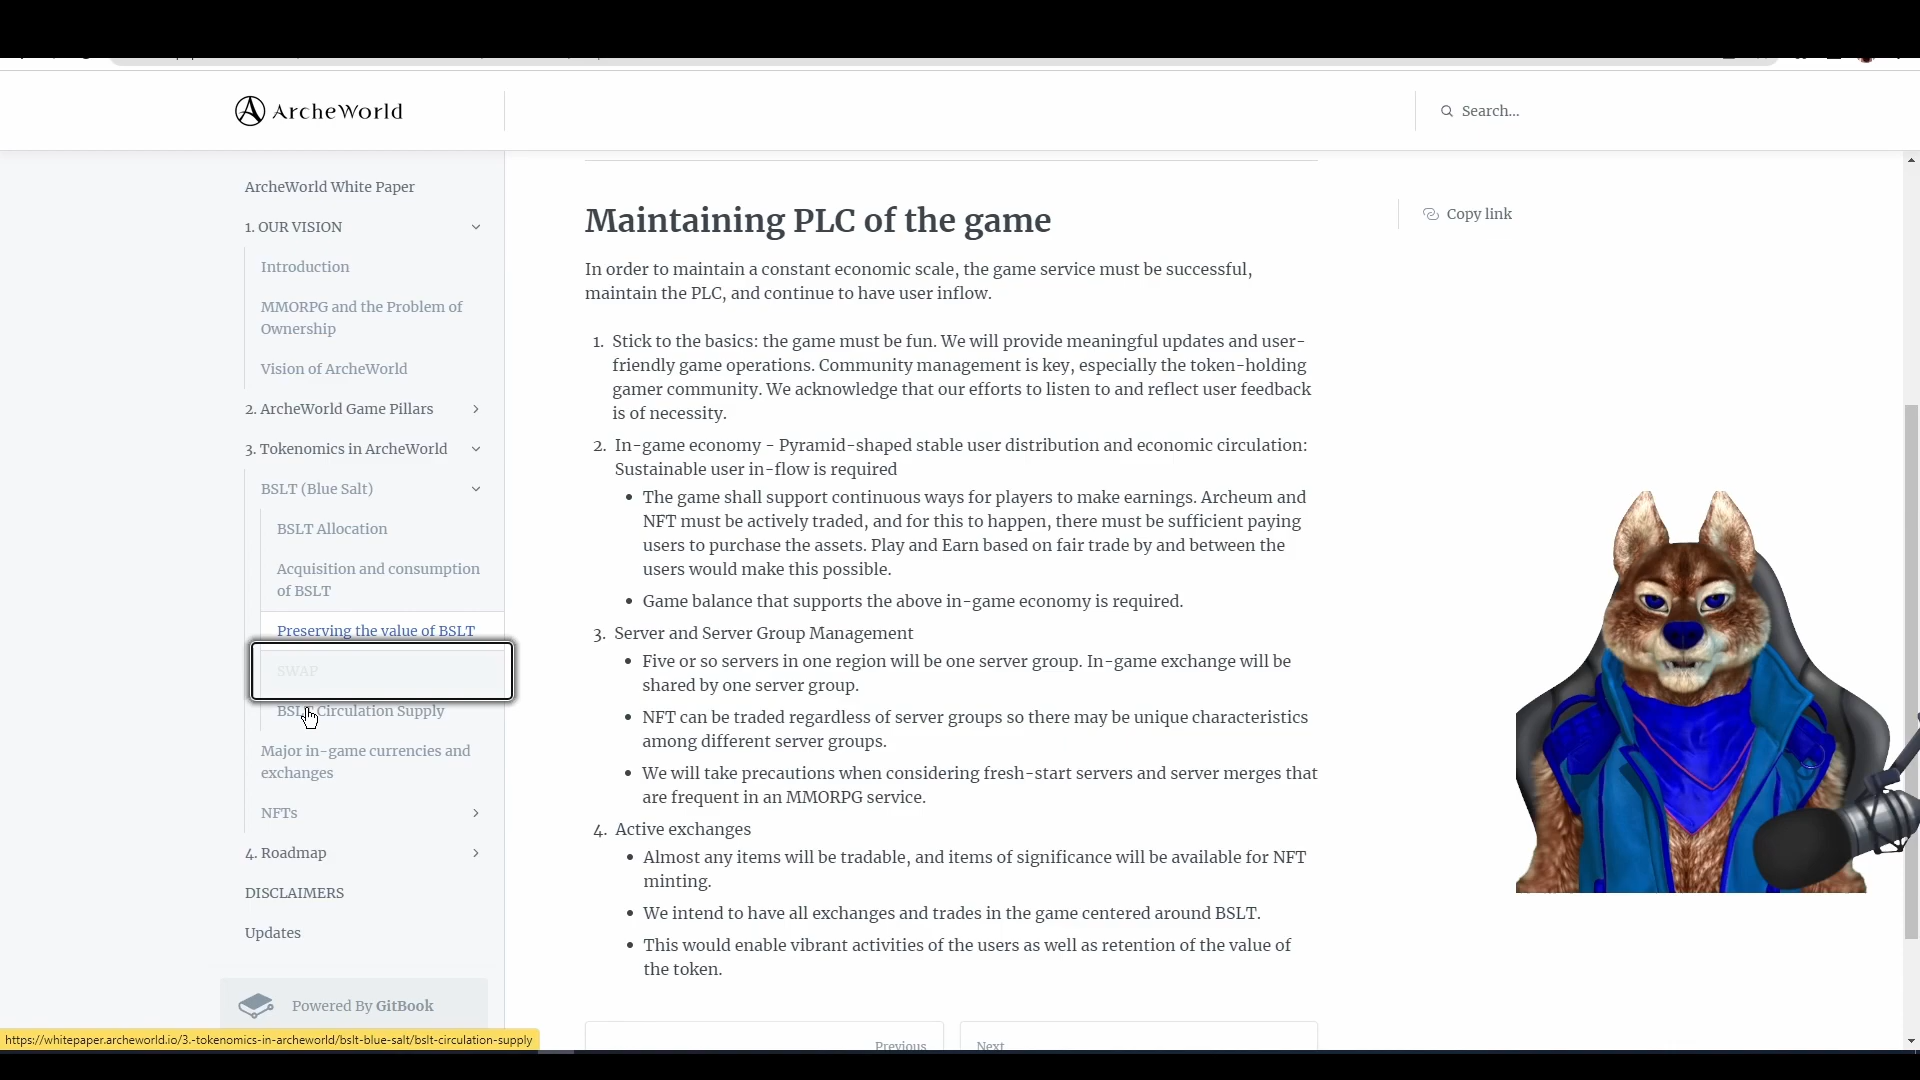 ArcheWorld
Search...
ArcheWorld White Paper
1. OUR VISION
Introduction
MMORPG and the Problem of
Ownership
Vision of ArcheWorld
2. ArcheWorld Game Pillars
3. Tokenomics in ArcheWorld
BSLT (Blue Salt)
BSLT Allocation
Acquisition and consumption
of BSLT
Preserving the value of BSLT
SWAP
BSLT Circulation Supply
Major in-game currencies and
exchanges
NFTs
4. Roadmap
DISCLAIMERS
Updates
Powered By GitBook
Maintaining PLC of the game
In order to maintain a constant economic scale, the game service must be successful,
maintain the PLC, and continue to have user inflow.
1. Stick to the basics: the game must be fun. We will provide meaningful updates and user-
friendly game operations. Community management is key, especially the token-holding
gamer community. We acknowledge that our efforts to listen to and reflect user feedback
is of necessity.
2. In-game economy - Pyramid-shaped stable user distribution and economic circulation:
Sustainable user in-flow is required
• The game shall support continuous ways for players to make earnings. Archeum and
NFT must be actively traded, and for this to happen, there must be sufficient paying
users to purchase the assets. Play and Earn based on fair trade by and between the
users would make this possible.
• Game balance that supports the above in-game economy is required.
3. Server and Server Group Management
• Five or so servers in one region will be one server group. In-game exchange will be
shared by one server group.
• NFT can be traded regardless of server groups so there may be unique characteristics
among different server groups.
• We will take precautions when considering fresh-start servers and server merges that
are frequent in an MMORPG service.
4. Active exchanges
• Almost any items will be tradable, and items of significance will be available for NFT
minting.
• We intend to have all exchanges and trades in the game centered around BSLT.
• This would enable vibrant activities of the users as well as retention of the value of
the token.
Previous
Next
Copy link
https://whitepaper.archeworld.io/3.-tokenomics-in-archeworld/bslt-blue-salt/bslt-circulation-supply